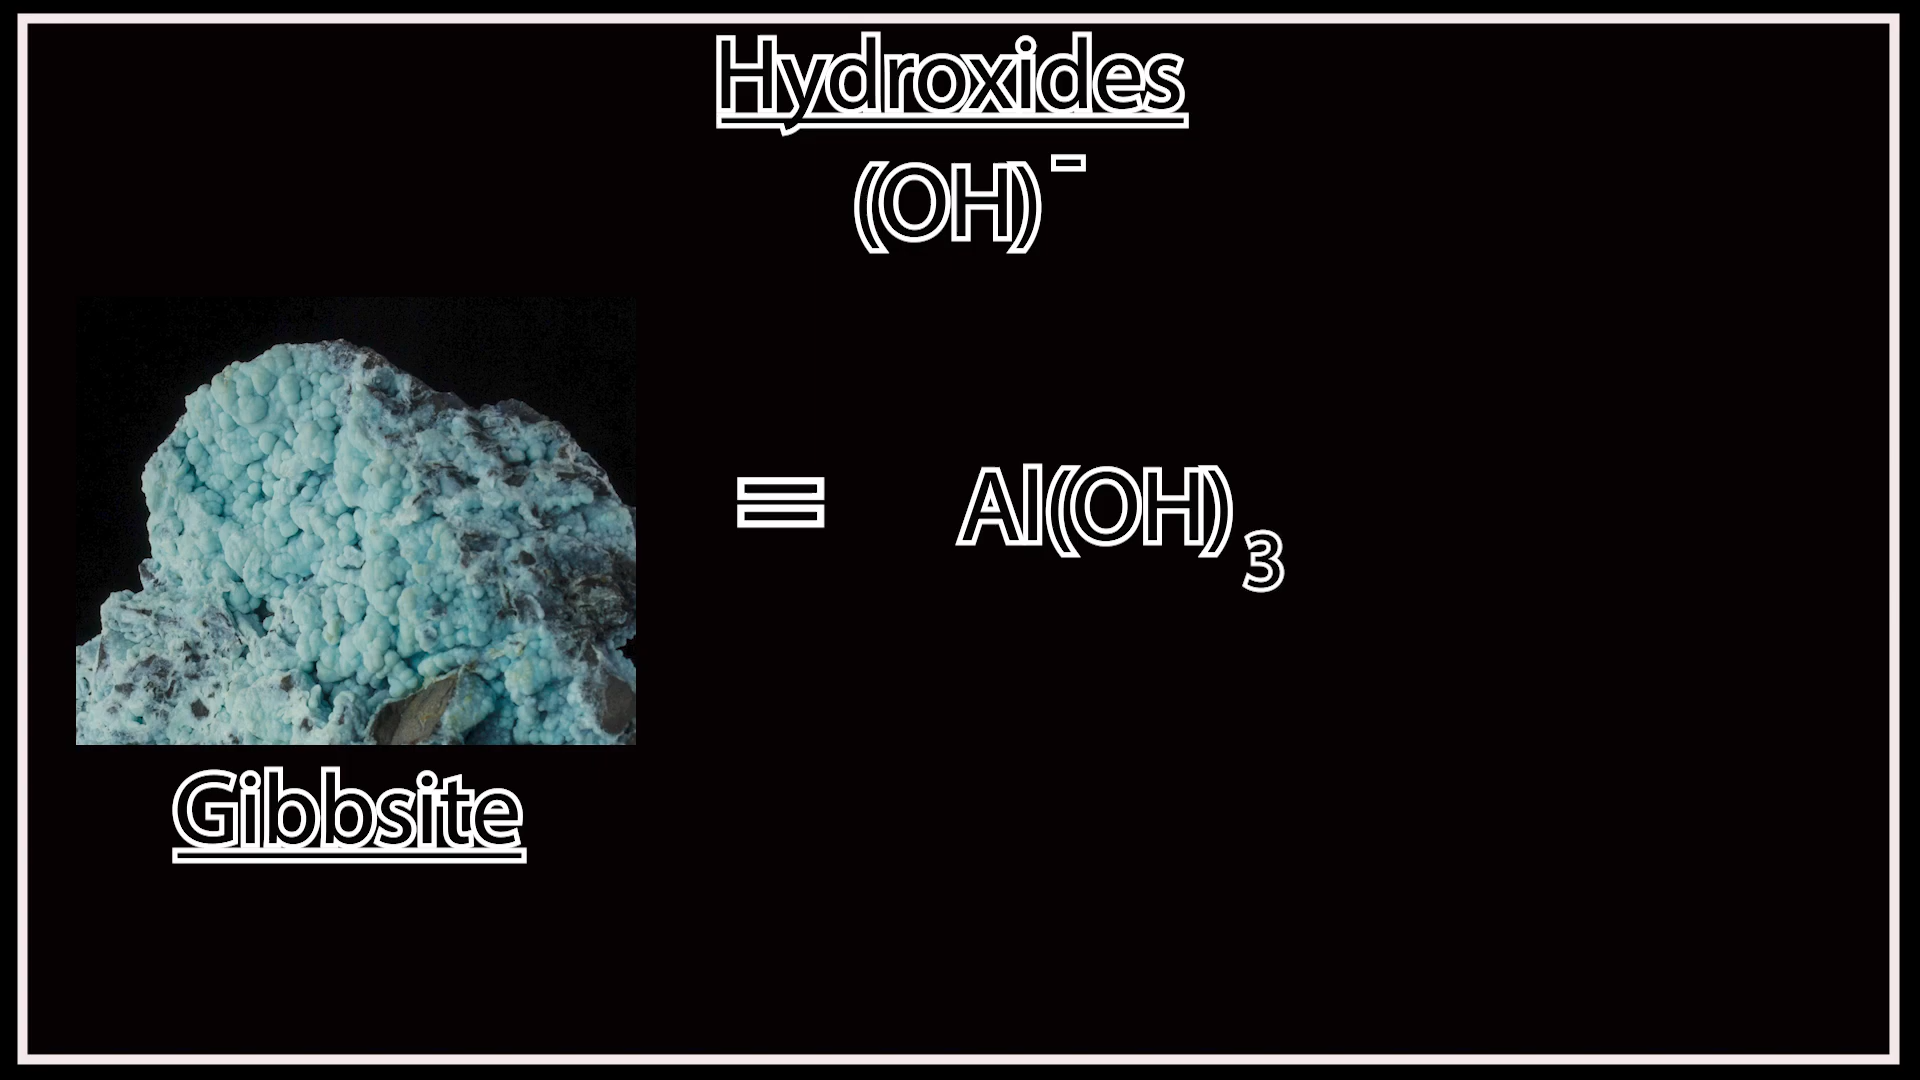 Hydroxides
(OH)⁻
= Al(OH)₃
Gibbsite